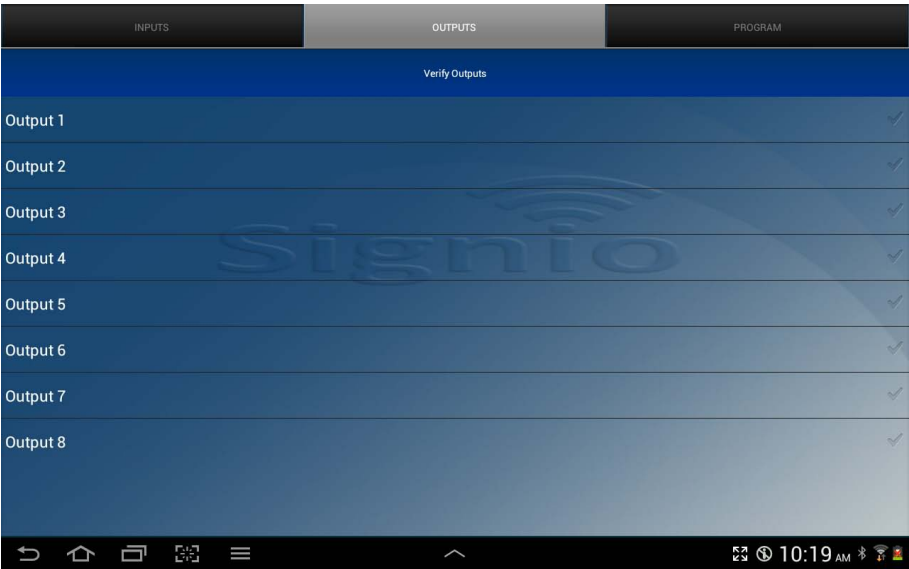 INPUTS OUTPUTS PROGRAM
Verify Outputs
Output 1
Output 2
Output 3
Signio
Output 4
Output 5
Output 6
Output 7
Output 8
10:19 AM